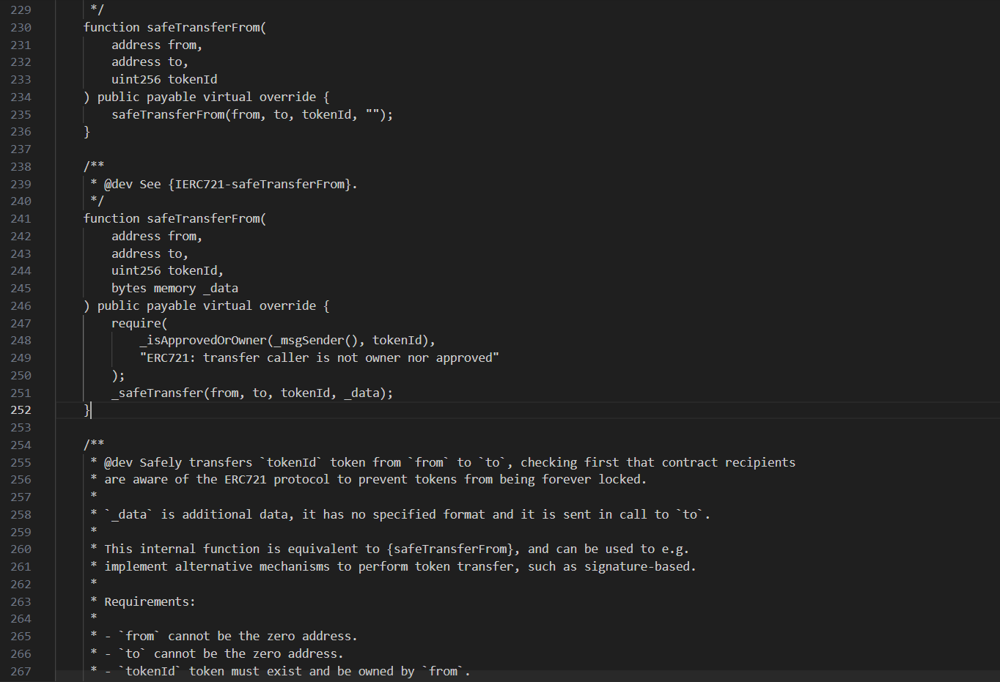 229 */
230 function safeTransferFrom(
231 address from,
232 address to,
233 uint256 tokenId
234 ) public payable virtual override {
235 safeTransferFrom(from, to, tokenId, "");
236 }
237
238 /**
239 * @dev See {IERC721-safeTransferFrom}.
240 */
241 function safeTransferFrom(
242 address from,
243 address to,
244 uint256 tokenId,
245 bytes memory _data
246 ) public payable virtual override {
247 require(
248 _isApprovedOrOwner(_msgSender(), tokenId),
249 "ERC721: transfer caller is not owner nor approved"
250 );
251 _safeTransfer(from, to, tokenId, _data);
252 }
253
254 /**
255 * @dev Safely transfers `tokenId` token from `from` to `to`, checking first that contract recipients
256 * are aware of the ERC721 protocol to prevent tokens from being forever locked.
257 *
258 * `_data` is additional data, it has no specified format and it is sent in call to `to`.
259 *
260 * This internal function is equivalent to {safeTransferFrom}, and can be used to e.g.
261 * implement alternative mechanisms to perform token transfer, such as signature-based.
262 *
263 * Requirements:
264 *
265 * - `from` cannot be the zero address.
266 * - `to` cannot be the zero address.
267 * - `tokenId` token must exist and be owned by `from`.